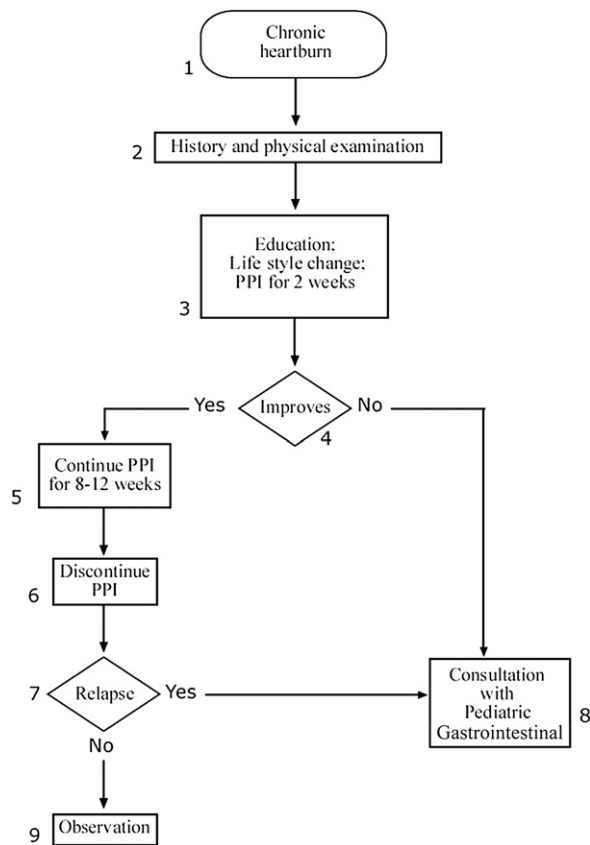 Chronic
heartburn
1
2
History and physical examination
Education;
Life style change;
PPI for 2 weeks
3
Yes
Improves
No
4
Continue PPI
for 8-12 weeks
5
Discontinue
PPI
6
7
Relapse
Yes
No
Consultation
with
Pediatric
Gastrointestinal
8
9
Observation